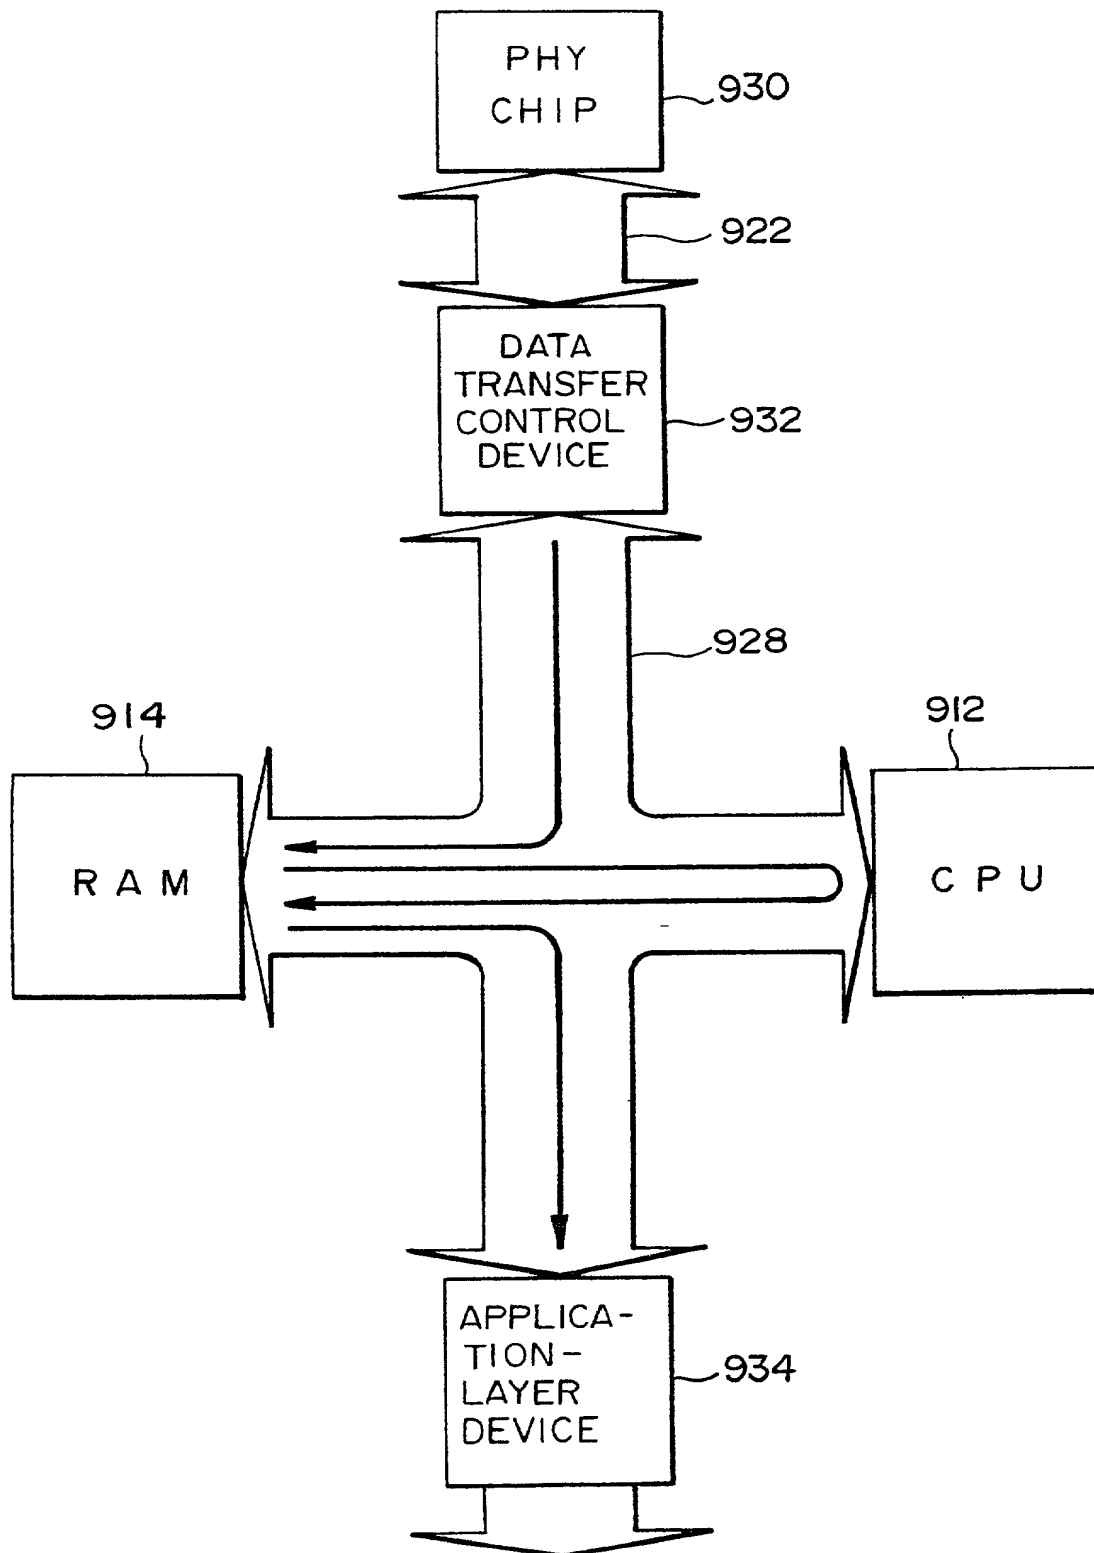 PHY
CHIP
930
922
DATA
TRANSFER
CONTROL
DEVICE
932
928
914
912
RAM
CPU
APPLICA-
TION-
LAYER
DEVICE
934